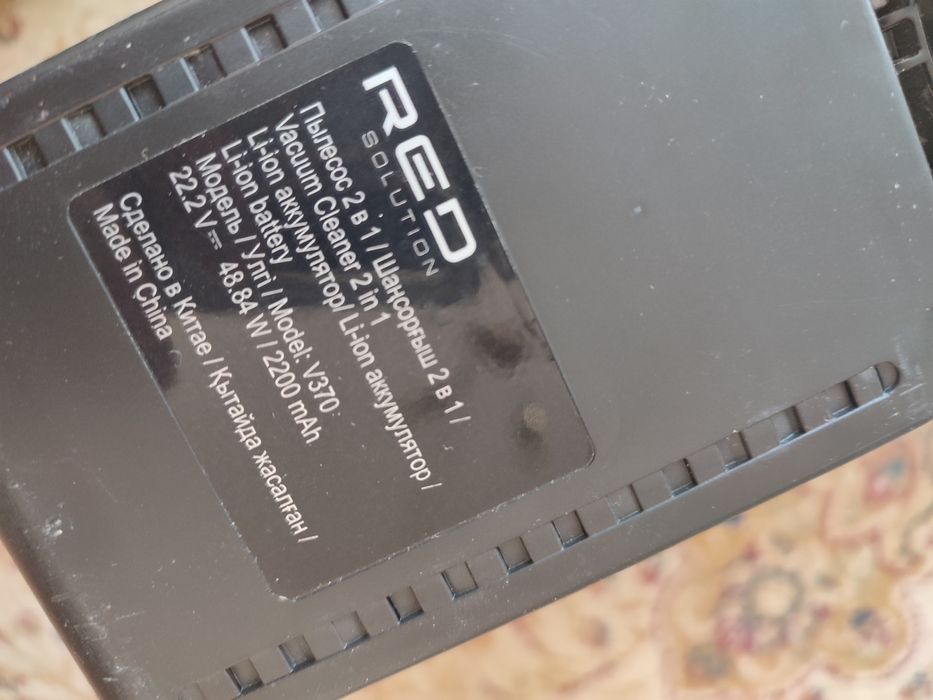 RED
SOLUTION
Пылесос 2 в 1 / Шансорғыш 2 в 1 /
Vacuum Cleaner 2 in 1
Li-ion аккумулятор/ Li-ion аккумулятор /
Li-ion battery
Модель / Үлгі / Model: V370
22.2 V⎓ 48.84 W / 2200 mAh
Сделано в Китае / Қытайда жасалған /
Made in China